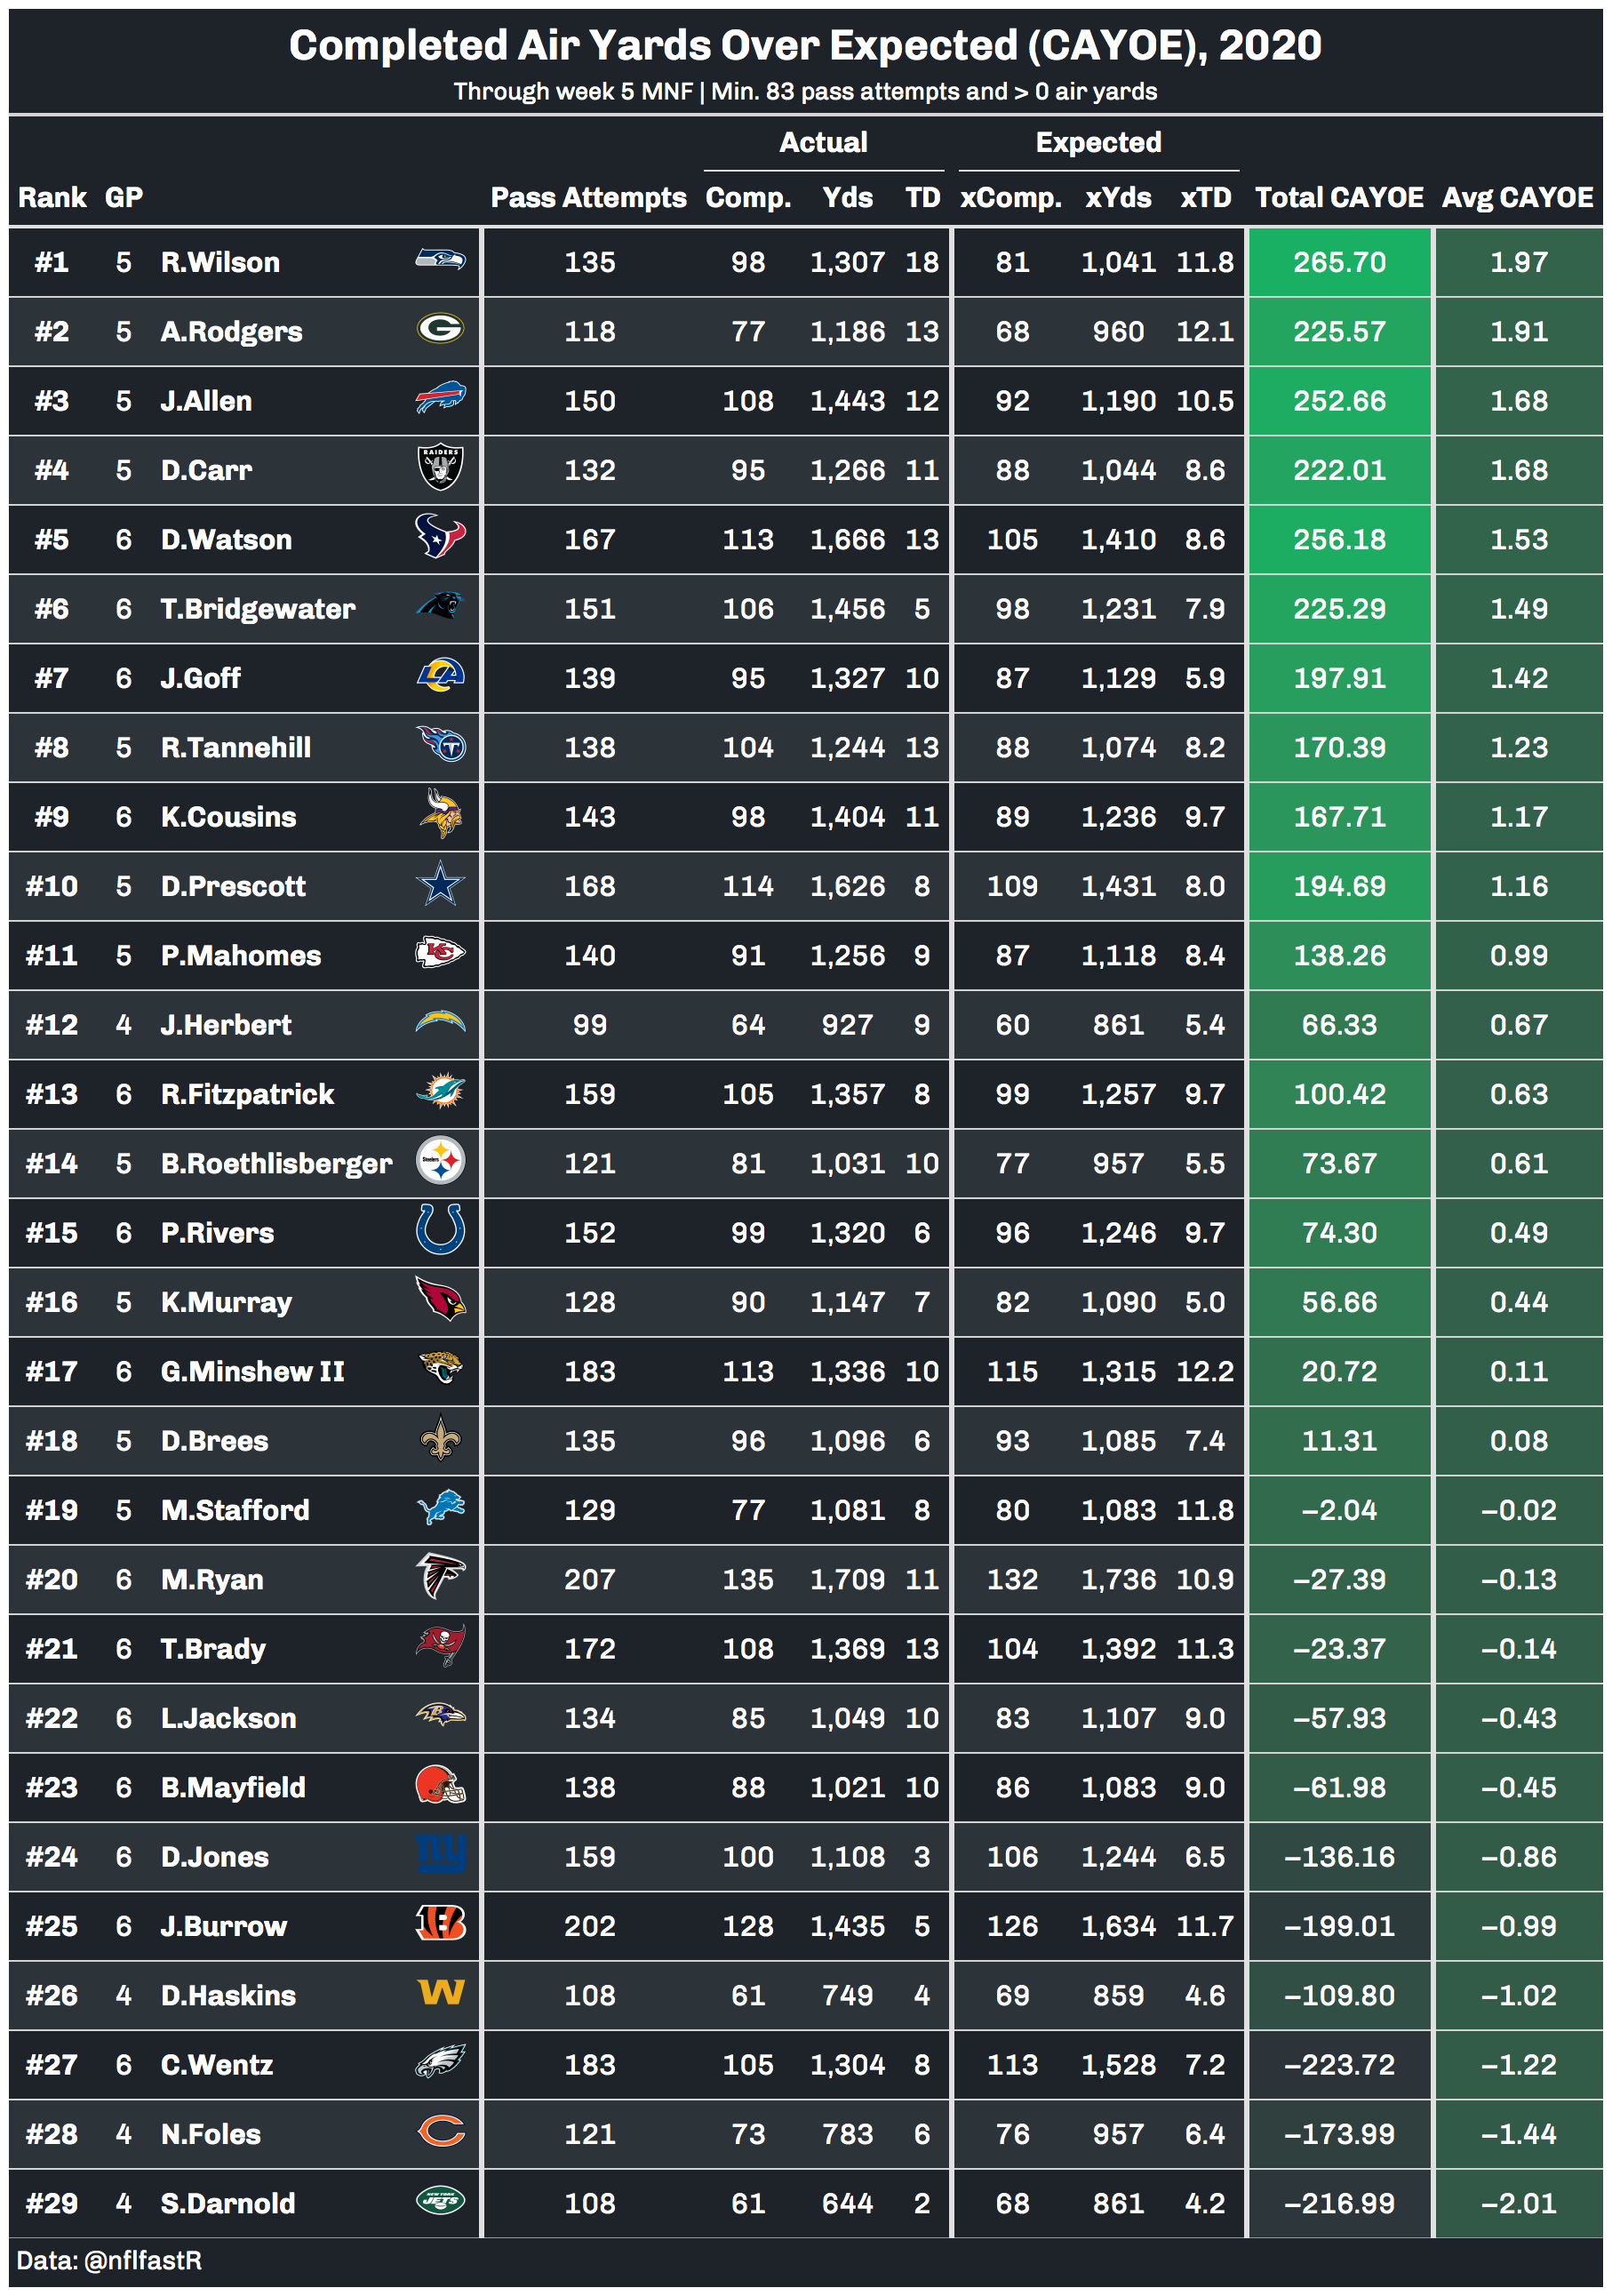 Completed Air Yards Over Expected (CAYOE), 2020
Through week 5 MNF | Min. 83 pass attempts and > 0 air yards
Actual Expected
Rank GP Pass Attempts Comp. Yds TD xComp. xYds xTD Total CAYOE Avg CAYOE
#1 5 R.Wilson 135 98 1,307 18 81 1,041 11.8 265.70 1.97
#2 5 A.Rodgers G 118 77 1,186 13 68 960 12.1 225.57 1.91
#3 5 J.Allen 150 108 1,443 12 92 1,190 10.5 252.66 1.68
#4 5 D.Carr RAIDERS 132 95 1,266 11 88 1,044 8.6 222.01 1.68
#5 6 D.Watson 167 113 1,666 13 105 1,410 8.6 256.18 1.53
#6 6 T.Bridgewater 151 106 1,456 5 98 1,231 7.9 225.29 1.49
#7 6 J.Goff LA 139 95 1,327 10 87 1,129 5.9 197.91 1.42
#8 5 R.Tannehill T 138 104 1,244 13 88 1,074 8.2 170.39 1.23
#9 6 K.Cousins 143 98 1,404 11 89 1,236 9.7 167.71 1.17
#10 5 D.Prescott 168 114 1,626 8 109 1,431 8.0 194.69 1.16
#11 5 P.Mahomes KC 140 91 1,256 9 87 1,118 8.4 138.26 0.99
#12 4 J.Herbert 99 64 927 9 60 861 5.4 66.33 0.67
#13 6 R.Fitzpatrick 159 105 1,357 8 99 1,257 9.7 100.42 0.63
#14 5 B.Roethlisberger Steelers 121 81 1,031 10 77 957 5.5 73.67 0.61
#15 6 P.Rivers 152 99 1,320 6 96 1,246 9.7 74.30 0.49
#16 5 K.Murray 128 90 1,147 7 82 1,090 5.0 56.66 0.44
#17 6 G.Minshew II 183 113 1,336 10 115 1,315 12.2 20.72 0.11
#18 5 D.Brees 135 96 1,096 6 93 1,085 7.4 11.31 0.08
#19 5 M.Stafford 129 77 1,081 8 80 1,083 11.8 −2.04 −0.02
#20 6 M.Ryan 207 135 1,709 11 132 1,736 10.9 −27.39 −0.13
#21 6 T.Brady 172 108 1,369 13 104 1,392 11.3 −23.37 −0.14
#22 6 L.Jackson B 134 85 1,049 10 83 1,107 9.0 −57.93 −0.43
#23 6 B.Mayfield 138 88 1,021 10 86 1,083 9.0 −61.98 −0.45
#24 6 D.Jones ny 159 100 1,108 3 106 1,244 6.5 −136.16 −0.86
#25 6 J.Burrow B 202 128 1,435 5 126 1,634 11.7 −199.01 −0.99
#26 4 D.Haskins W 108 61 749 4 69 859 4.6 −109.80 −1.02
#27 6 C.Wentz 183 105 1,304 8 113 1,528 7.2 −223.72 −1.22
#28 4 N.Foles C 121 73 783 6 76 957 6.4 −173.99 −1.44
#29 4 S.Darnold NEW YORK JETS 108 61 644 2 68 861 4.2 −216.99 −2.01
Data: @nflfastR